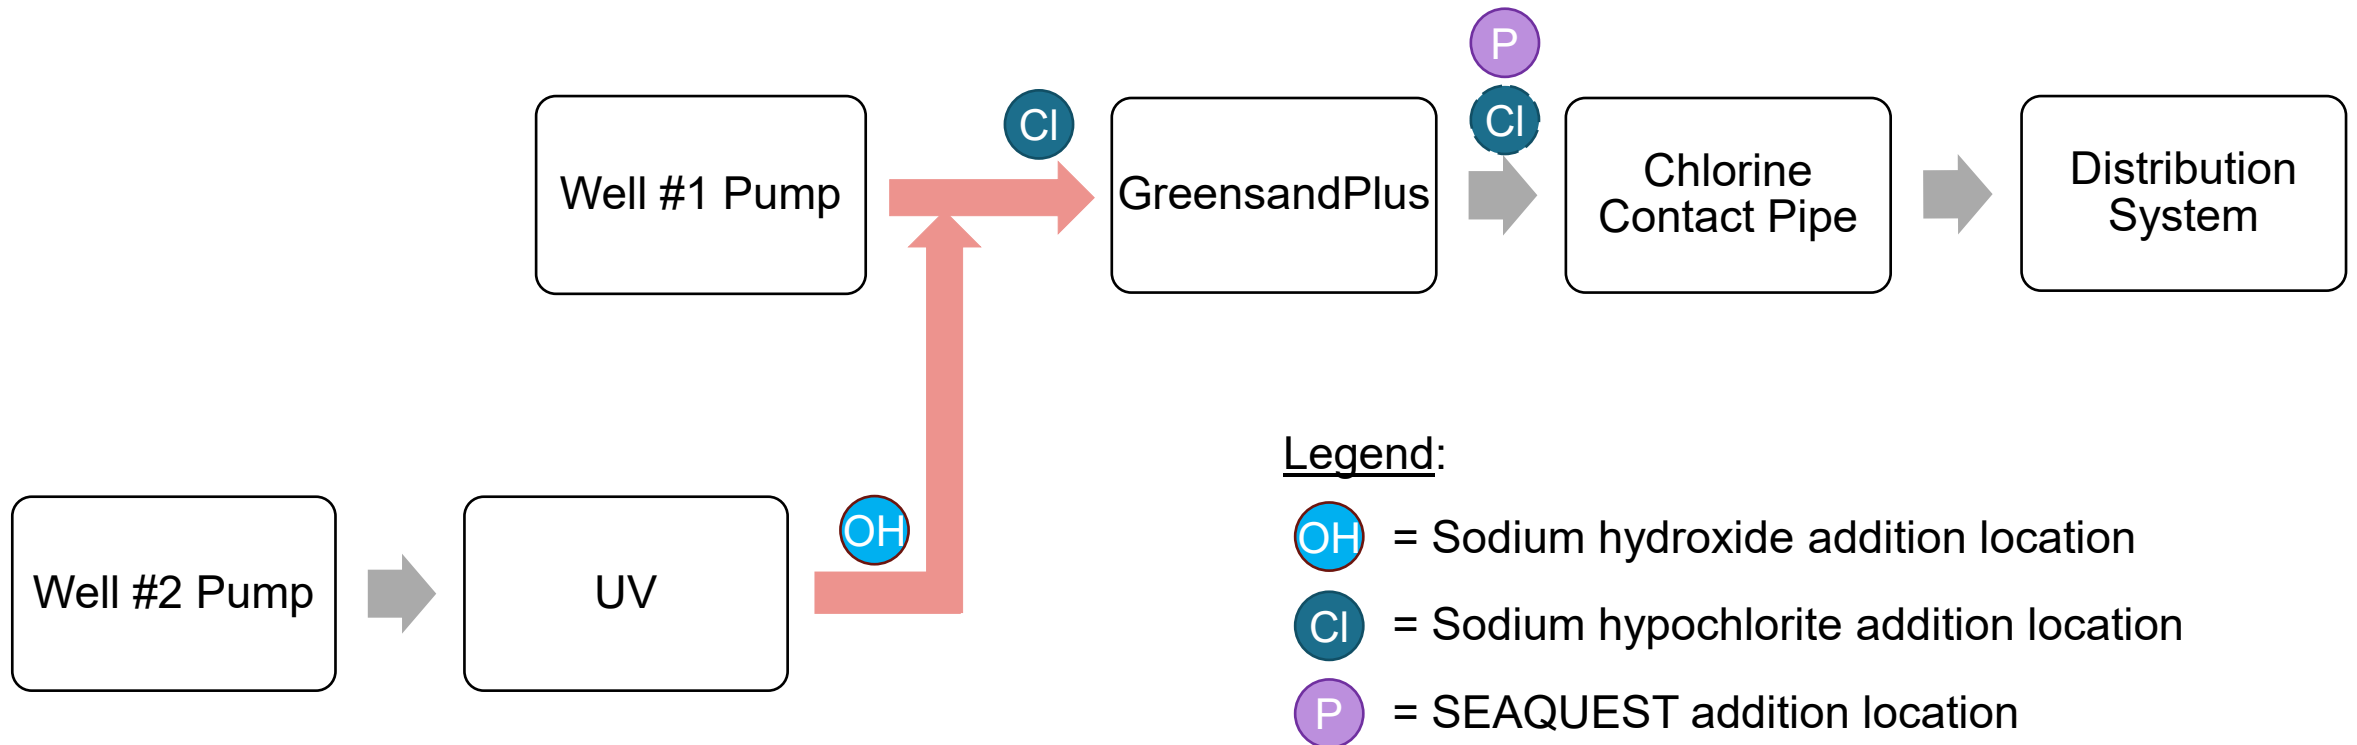 P
Cl
Cl
Well #1 Pump
GreensandPlus
Chlorine
Contact Pipe
Distribution
System
Well #2 Pump
UV
OH
Legend:
OH = Sodium hydroxide addition location
Cl = Sodium hypochlorite addition location
P = SEAQUEST addition location